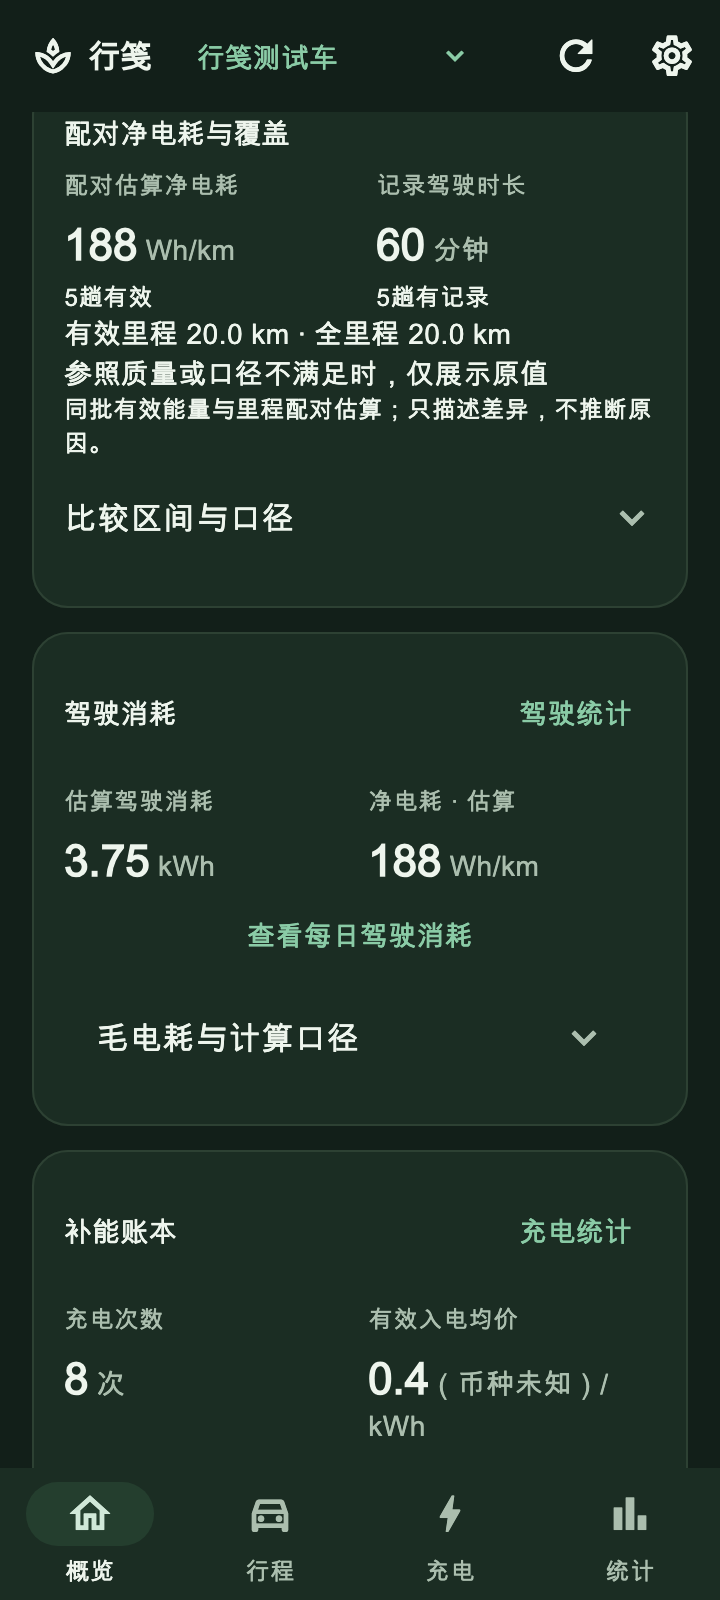 行笺 行笺测试车
配对净电耗与覆盖
配对估算净电耗 记录驾驶时长
188 Wh/km 60 分钟
5趟有效 5趟有记录
有效里程 20.0 km · 全里程 20.0 km
参照质量或口径不满足时，仅展示原值
同批有效能量与里程配对估算；只描述差异，不推断原
因。
比较区间与口径
驾驶消耗 驾驶统计
估算驾驶消耗 净电耗 · 估算
3.75 kWh 188 Wh/km
查看每日驾驶消耗
毛电耗与计算口径
补能账本 充电统计
充电次数 有效入电均价
8 次 0.4（币种未知）/
kWh
概览 行程 充电 统计